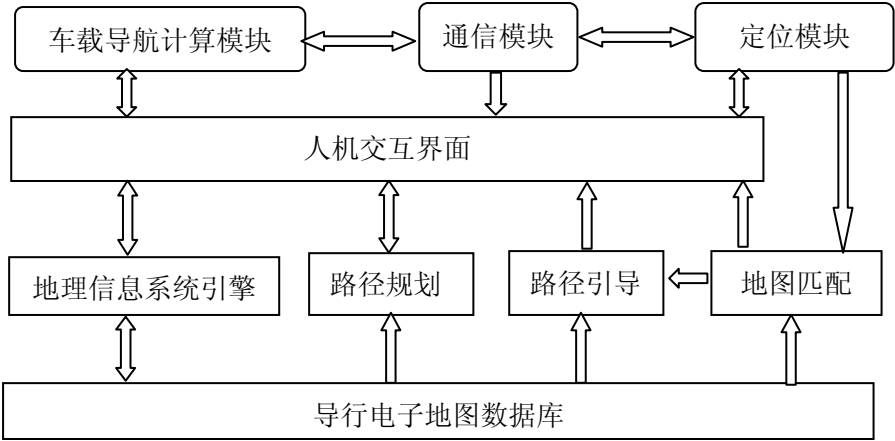 车载导航计算模块
通信模块
定位模块
人机交互界面
地理信息系统引擎
路径规划
路径引导
地图匹配
导行电子地图数据库